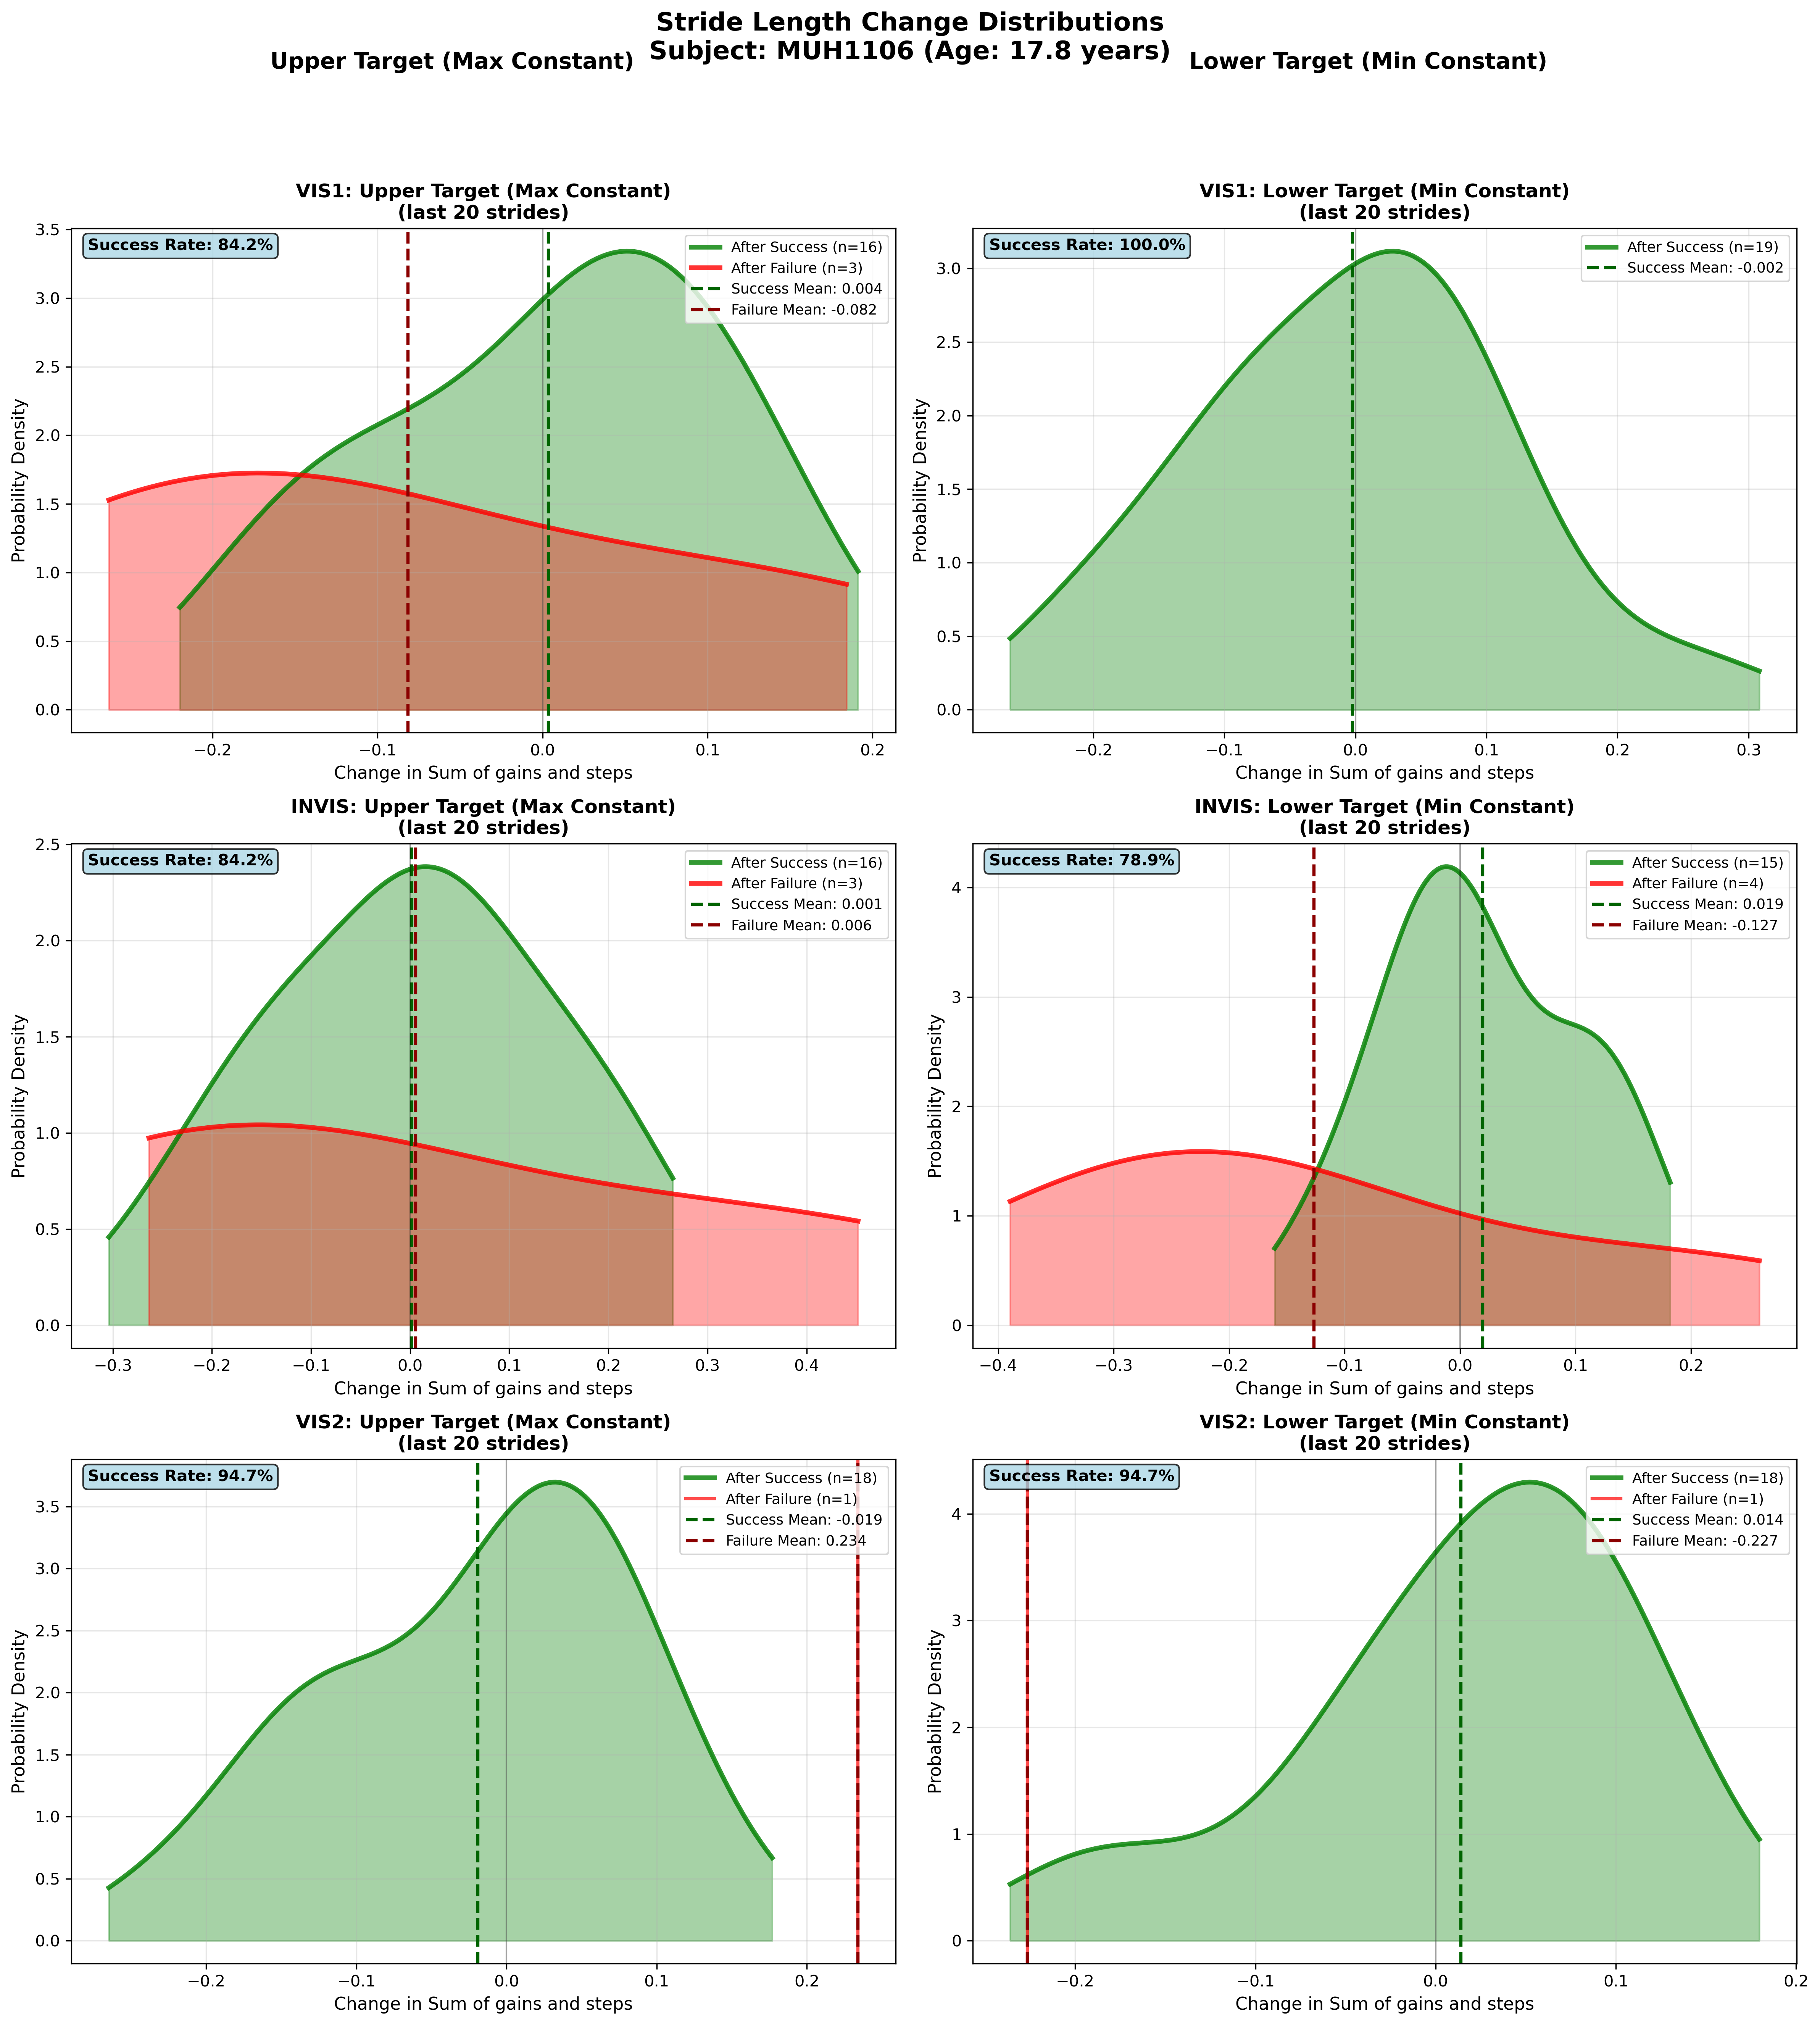 Stride Length Change Distributions
Subject: MUH1106 (Age: 17.8 years)
Upper Target (Max Constant)
Lower Target (Min Constant)
VIS1: Upper Target (Max Constant)
(last 20 strides)
Success Rate: 84.2%
After Success (n=16)
After Failure (n=3)
Success Mean: 0.004
Failure Mean: -0.082
Probability Density
3.5
3.0
2.5
2.0
1.5
1.0
0.5
0.0
−0.2
−0.1
0.0
0.1
0.2
Change in Sum of gains and steps
VIS1: Lower Target (Min Constant)
(last 20 strides)
Success Rate: 100.0%
After Success (n=19)
Success Mean: -0.002
Probability Density
3.0
2.5
2.0
1.5
1.0
0.5
0.0
−0.2
−0.1
0.0
0.1
0.2
0.3
Change in Sum of gains and steps
INVIS: Upper Target (Max Constant)
(last 20 strides)
Success Rate: 84.2%
After Success (n=16)
After Failure (n=3)
Success Mean: 0.001
Failure Mean: 0.006
Probability Density
2.5
2.0
1.5
1.0
0.5
0.0
−0.3
−0.2
−0.1
0.0
0.1
0.2
0.3
0.4
Change in Sum of gains and steps
INVIS: Lower Target (Min Constant)
(last 20 strides)
Success Rate: 78.9%
After Success (n=15)
After Failure (n=4)
Success Mean: 0.019
Failure Mean: -0.127
Probability Density
4
3
2
1
0
−0.4
−0.3
−0.2
−0.1
0.0
0.1
0.2
Change in Sum of gains and steps
VIS2: Upper Target (Max Constant)
(last 20 strides)
Success Rate: 94.7%
After Success (n=18)
After Failure (n=1)
Success Mean: -0.019
Failure Mean: 0.234
Probability Density
3.5
3.0
2.5
2.0
1.5
1.0
0.5
0.0
−0.2
−0.1
0.0
0.1
0.2
Change in Sum of gains and steps
VIS2: Lower Target (Min Constant)
(last 20 strides)
Success Rate: 94.7%
After Success (n=18)
After Failure (n=1)
Success Mean: 0.014
Failure Mean: -0.227
Probability Density
4
3
2
1
0
−0.2
−0.1
0.0
0.1
0.2
Change in Sum of gains and steps